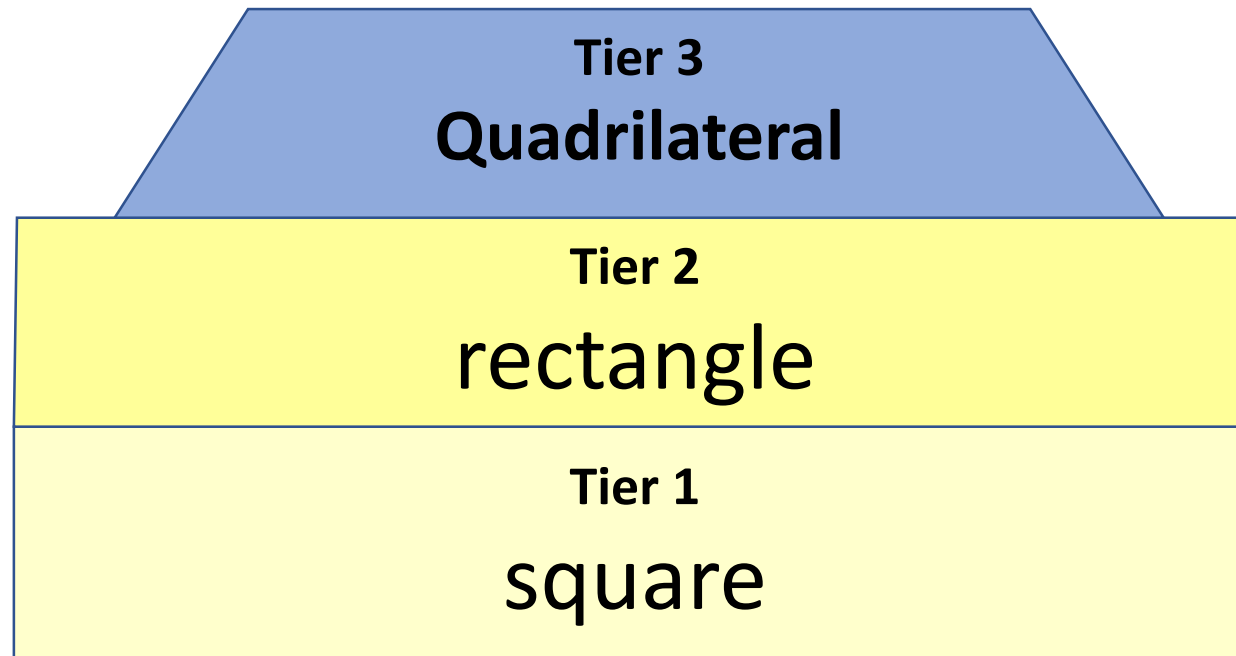 Tier 3
Quadrilateral
Tier 2
rectangle
Tier 1
square